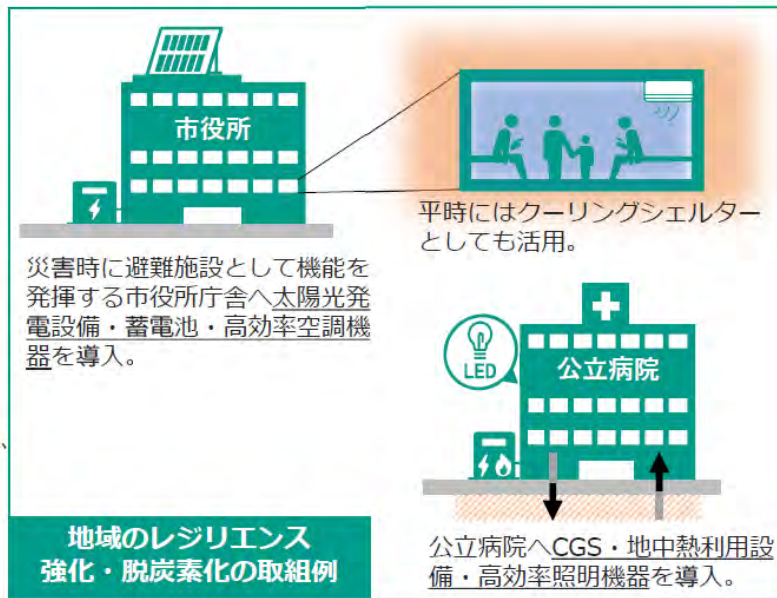 市役所
災害時に避難施設として機能を
発揮する市役所庁舎へ太陽光発
電設備・蓄電池・高効率空調機
器を導入。
平時にはクーリングシェルター
としても活用。
LED
公立病院
公立病院へCGS・地中熱利用設
備・高効率照明機器を導入。
地域のレジリエンス
強化・脱炭素化の取組例